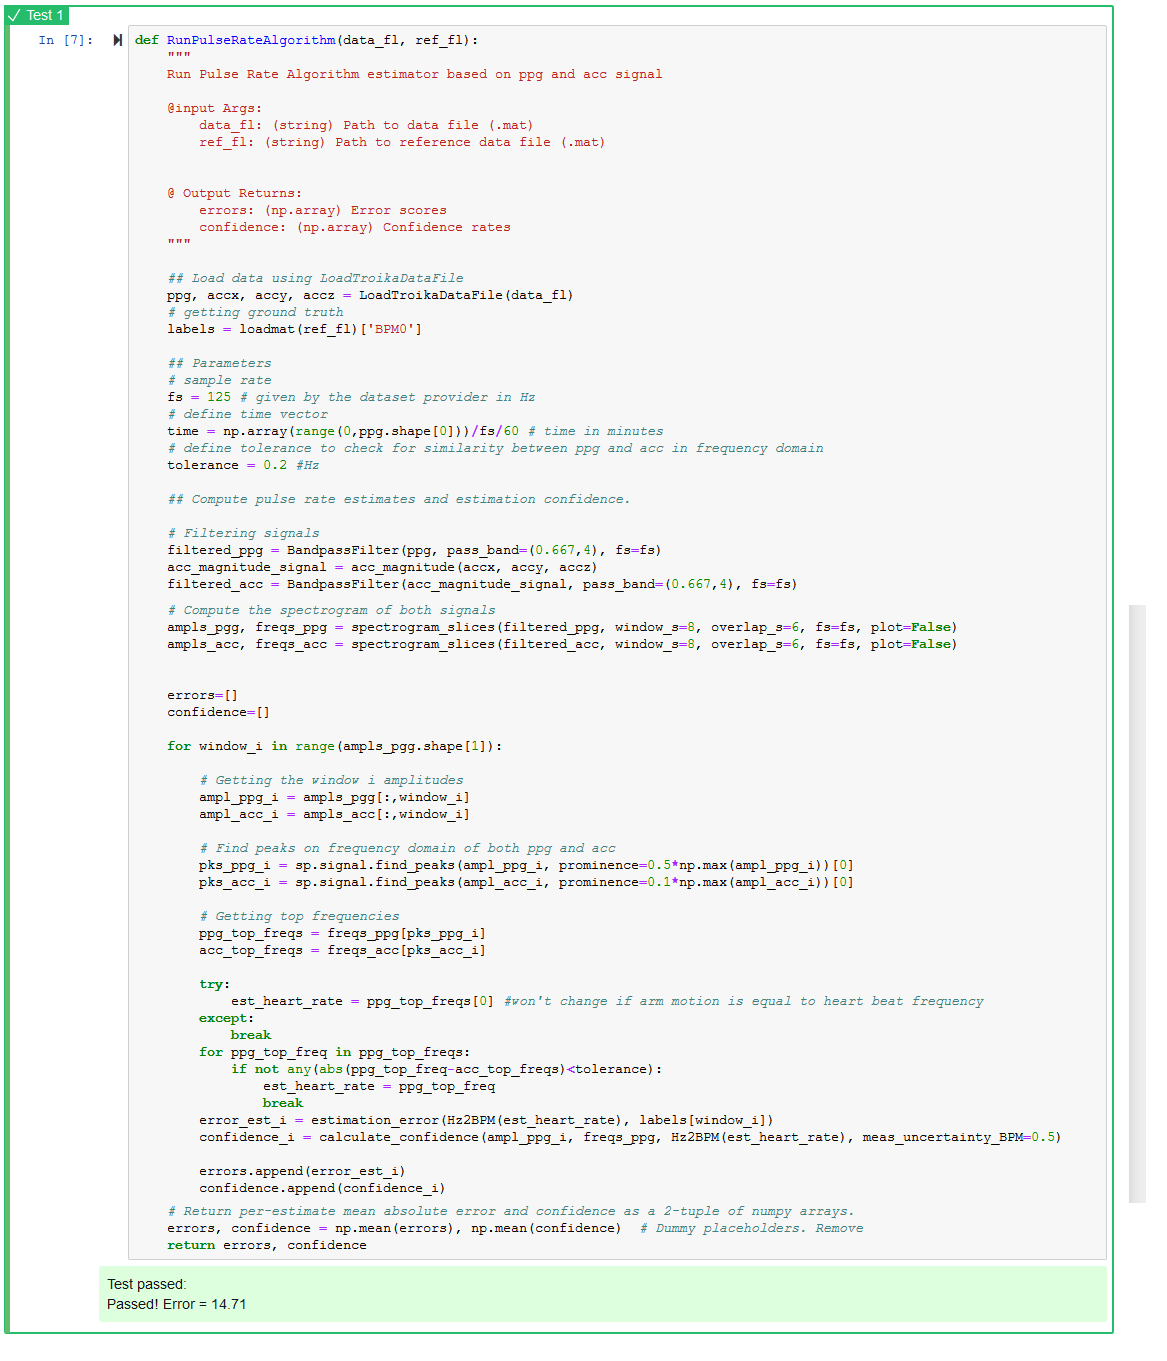 ✓ Test 1
In [7]:
def RunPulseRateAlgorithm(data_fl, ref_fl):
    """
    Run Pulse Rate Algorithm estimator based on ppg and acc signal

    @input Args:
        data_fl: (string) Path to data file (.mat)
        ref_fl: (string) Path to reference data file (.mat)


    @ Output Returns:
        errors: (np.array) Error scores
        confidence: (np.array) Confidence rates
    """

    ## Load data using LoadTroikaDataFile
    ppg, accx, accy, accz = LoadTroikaDataFile(data_fl)
    # getting ground truth
    labels = loadmat(ref_fl)['BPM0']

    ## Parameters
    # sample rate
    fs = 125 # given by the dataset provider in Hz
    # define time vector
    time = np.array(range(0,ppg.shape[0]))/fs/60 # time in minutes
    # define tolerance to check for similarity between ppg and acc in frequency domain
    tolerance = 0.2 #Hz

    ## Compute pulse rate estimates and estimation confidence.

    # Filtering signals
    filtered_ppg = BandpassFilter(ppg, pass_band=(0.667,4), fs=fs)
    acc_magnitude_signal = acc_magnitude(accx, accy, accz)
    filtered_acc = BandpassFilter(acc_magnitude_signal, pass_band=(0.667,4), fs=fs)
    # Compute the spectrogram of both signals
    ampls_pgg, freqs_ppg = spectrogram_slices(filtered_ppg, window_s=8, overlap_s=6, fs=fs, plot=False)
    ampls_acc, freqs_acc = spectrogram_slices(filtered_acc, window_s=8, overlap_s=6, fs=fs, plot=False)


    errors=[]
    confidence=[]

    for window_i in range(ampls_pgg.shape[1]):

        # Getting the window i amplitudes
        ampl_ppg_i = ampls_pgg[:,window_i]
        ampl_acc_i = ampls_acc[:,window_i]

        # Find peaks on frequency domain of both ppg and acc
        pks_ppg_i = sp.signal.find_peaks(ampl_ppg_i, prominence=0.5*np.max(ampl_ppg_i))[0]
        pks_acc_i = sp.signal.find_peaks(ampl_acc_i, prominence=0.1*np.max(ampl_acc_i))[0]

        # Getting top frequencies
        ppg_top_freqs = freqs_ppg[pks_ppg_i]
        acc_top_freqs = freqs_acc[pks_acc_i]

        try:
            est_heart_rate = ppg_top_freqs[0] #won't change if arm motion is equal to heart beat frequency
        except:
            break
        for ppg_top_freq in ppg_top_freqs:
            if not any(abs(ppg_top_freq-acc_top_freqs)<tolerance):
                est_heart_rate = ppg_top_freq
                break
        error_est_i = estimation_error(Hz2BPM(est_heart_rate), labels[window_i])
        confidence_i = calculate_confidence(ampl_ppg_i, freqs_ppg, Hz2BPM(est_heart_rate), meas_uncertainty_BPM=0.5)

        errors.append(error_est_i)
        confidence.append(confidence_i)
    # Return per-estimate mean absolute error and confidence as a 2-tuple of numpy arrays.
    errors, confidence = np.mean(errors), np.mean(confidence)  # Dummy placeholders. Remove
    return errors, confidence
Test passed:
Passed! Error = 14.71